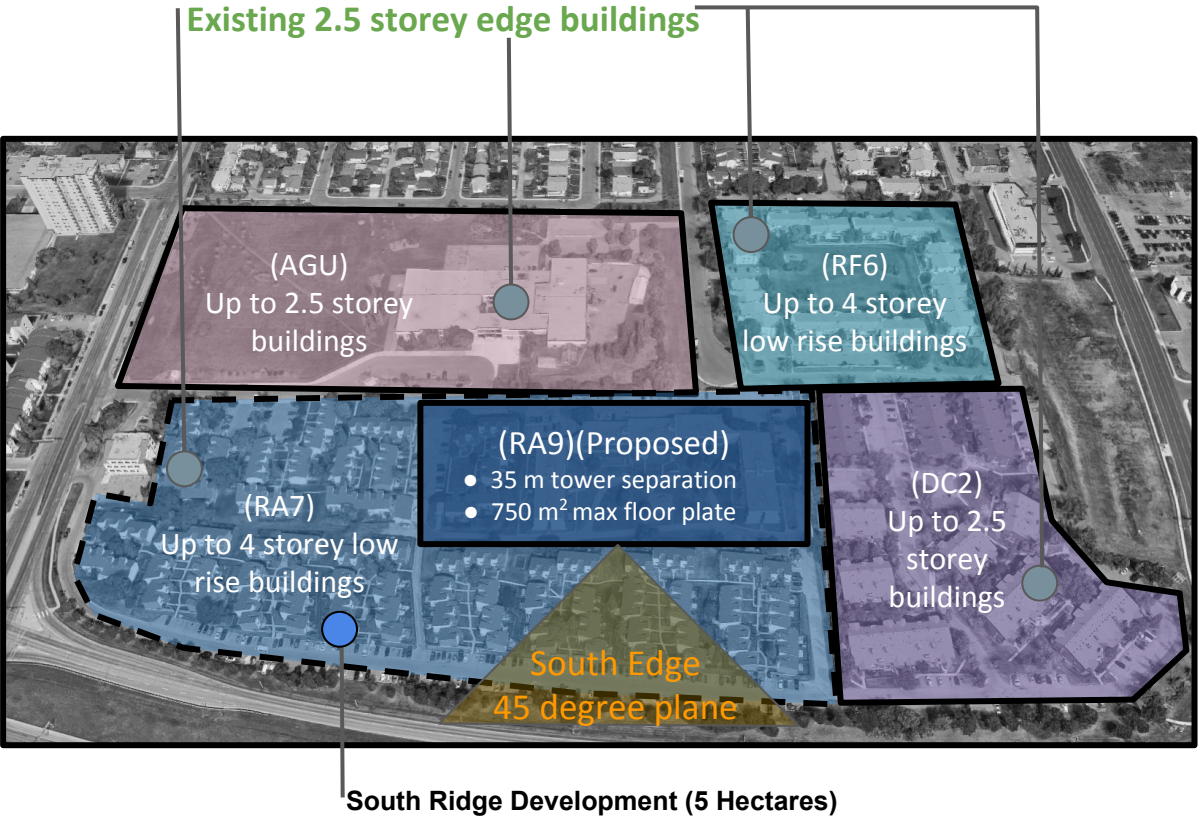 Existing 2.5 storey edge buildings
(AGU)
Up to 2.5 storey
buildings
(RF6)
Up to 4 storey
low rise buildings
(RA9)(Proposed)
● 35 m tower separation
● 750 m² max floor plate
(RA7)
Up to 4 storey low
rise buildings
(DC2)
Up to 2.5
storey
buildings
South Edge
45 degree plane
South Ridge Development (5 Hectares)